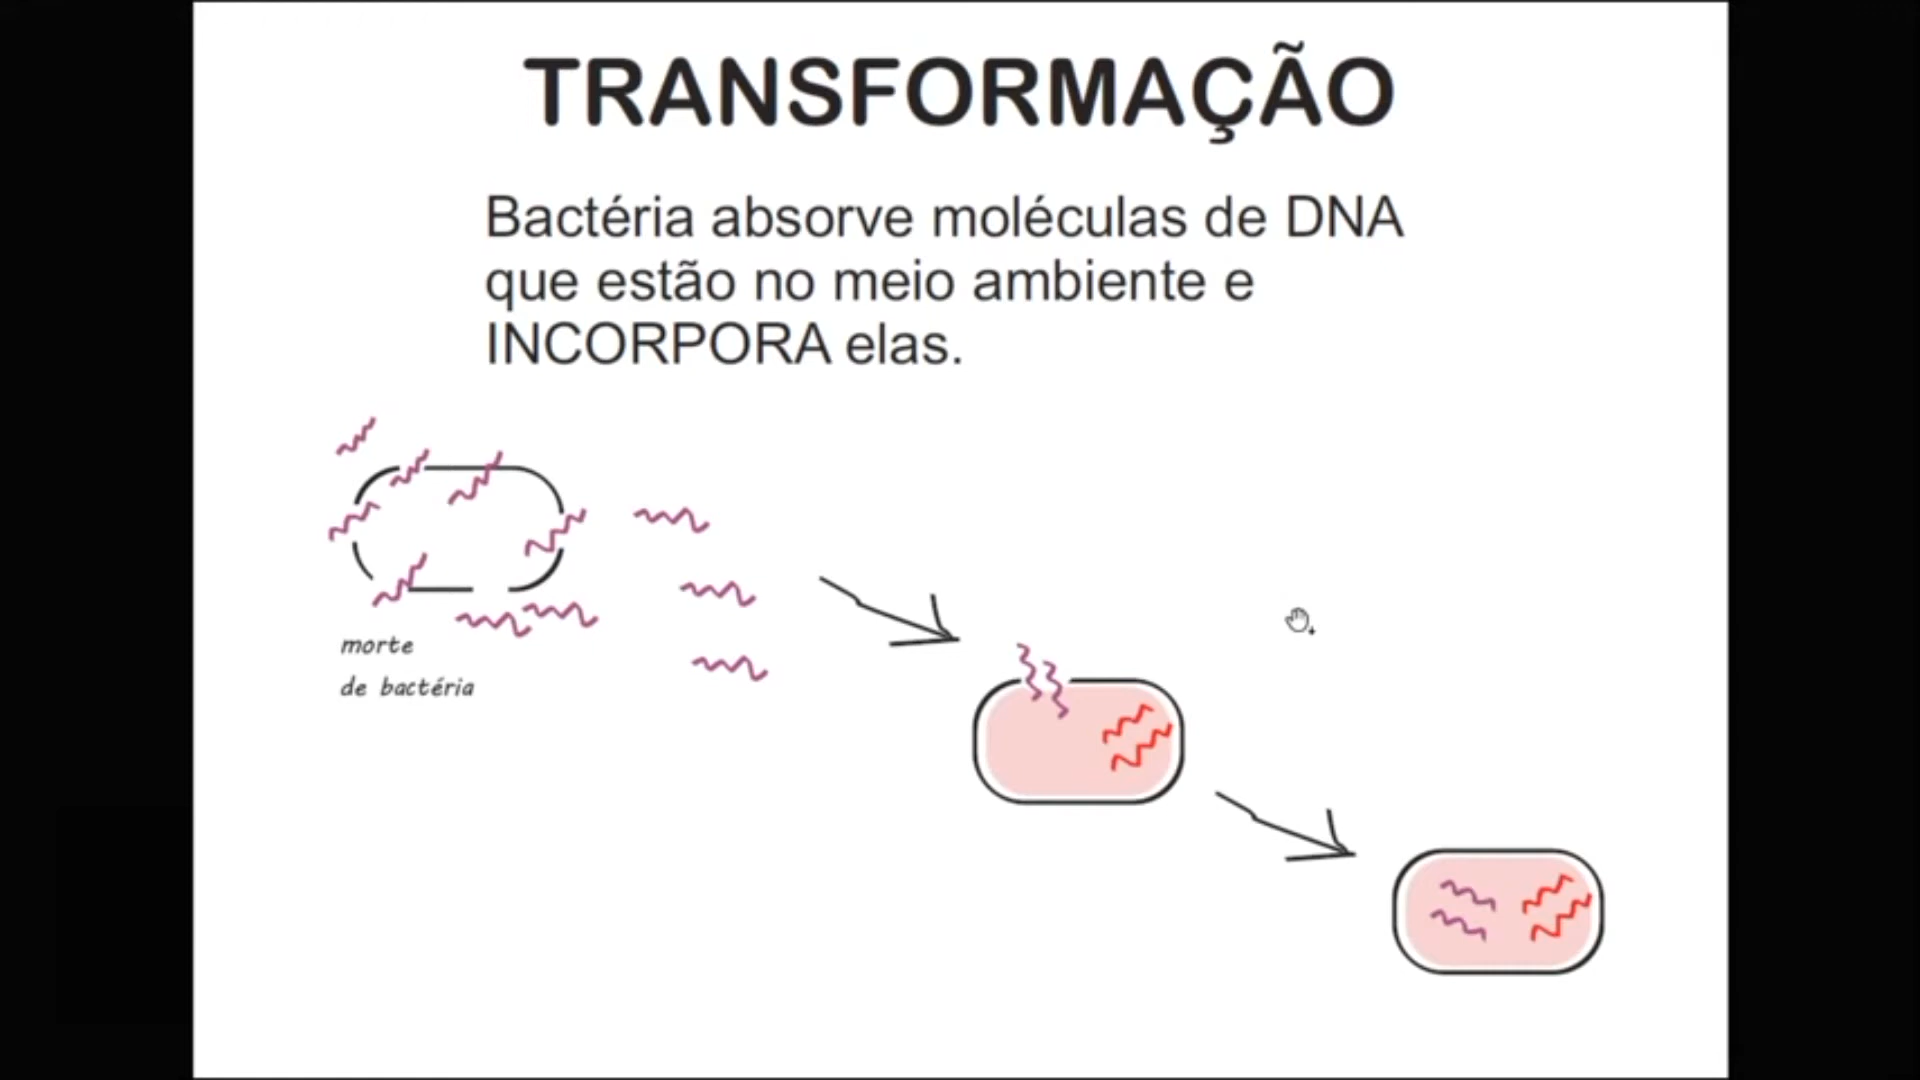 TRANSFORMAÇÃO
Bactéria absorve moléculas de DNA
que estão no meio ambiente e
INCORPORA elas.
morte
de bactéria